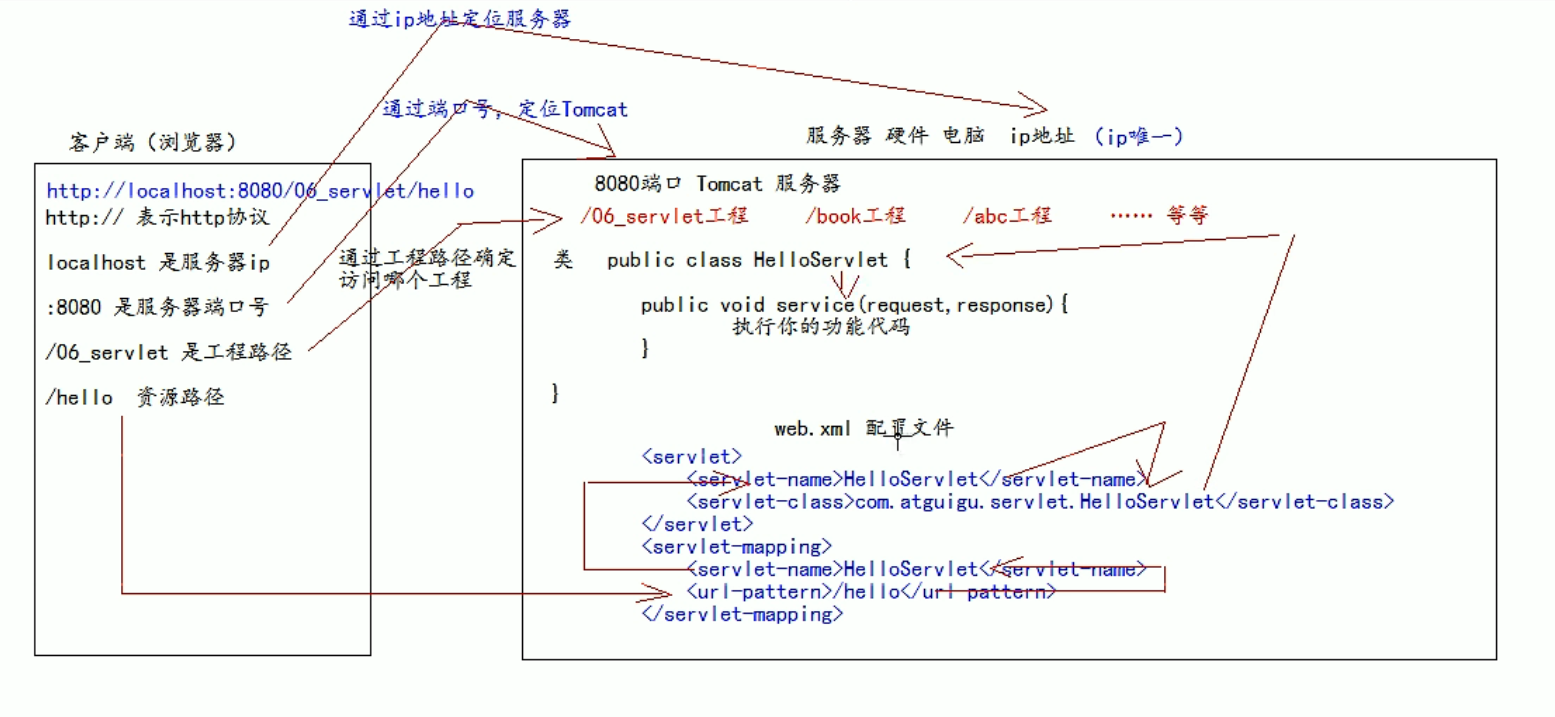 通过ip地址定位服务器
通过端口号，定位Tomcat
客户端（浏览器）
服务器 硬件 电脑 ip地址 （ip唯一）
http://localhost:8080/06_servlet/hello
http:// 表示http协议
localhost 是服务器ip
:8080 是服务器端口号
/06_servlet 是工程路径
/hello 资源路径
通过工程路径确定
访问哪个工程
8080端口 Tomcat 服务器
/06_servlet工程 /book工程 /abc工程 …… 等等
类 public class HelloServlet {
public void service(request,response){
执行你的功能代码
}
}
web.xml 配置文件
<servlet>
<servlet-name>HelloServlet</servlet-name>
<servlet-class>com.atguigu.servlet.HelloServlet</servlet-class>
</servlet>
<servlet-mapping>
<servlet-name>HelloServlet</servlet-name>
<url-pattern>/hello</url-pattern>
</servlet-mapping>